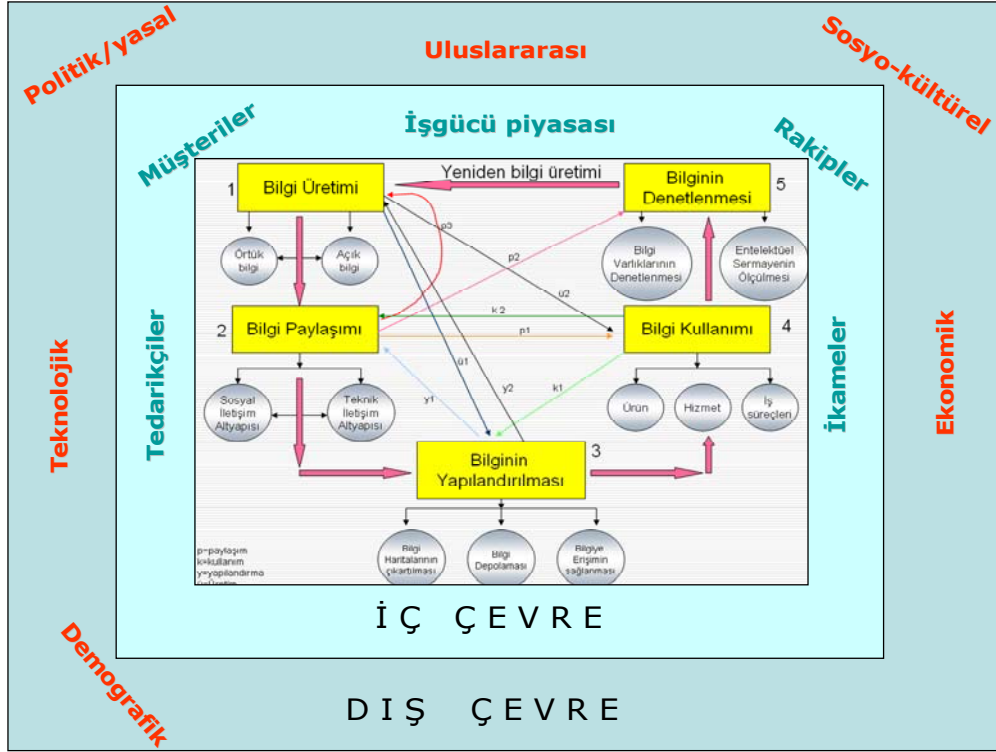 Politik/yasal
Uluslararası
Sosyo-kültürel
Müşteriler
İşgücü piyasası
Rakipler
1
Bilgi Üretimi
Yeniden bilgi üretimi
Bilginin
Denetlenmesi
5
Örtük
bilgi
Açık
bilgi
p3
p2
ü2
Bilgi
Varlıklarının
Denetlenmesi
Entelektüel
Sermayenin
Ölçülmesi
Teknolojik
Tedarikçiler
2
Bilgi Paylaşımı
k2
p1
Bilgi Kullanımı
4
İkameler
Ekonomik
ü1
y1
y2
k1
Sosyal
İletişim
Altyapısı
Teknik
İletişim
Altyapısı
Ürün
Hizmet
İş
süreçleri
Bilginin
Yapılandırılması
3
Bilgi
Haritalarının
çıkartılması
Bilgi
Depolaması
Bilgiye
Erişimin
sağlanması
p=paylaşım
k=kullanım
y=yapılandırma
ü=Üretim
İÇ ÇEVRE
Demografik
DIŞ ÇEVRE